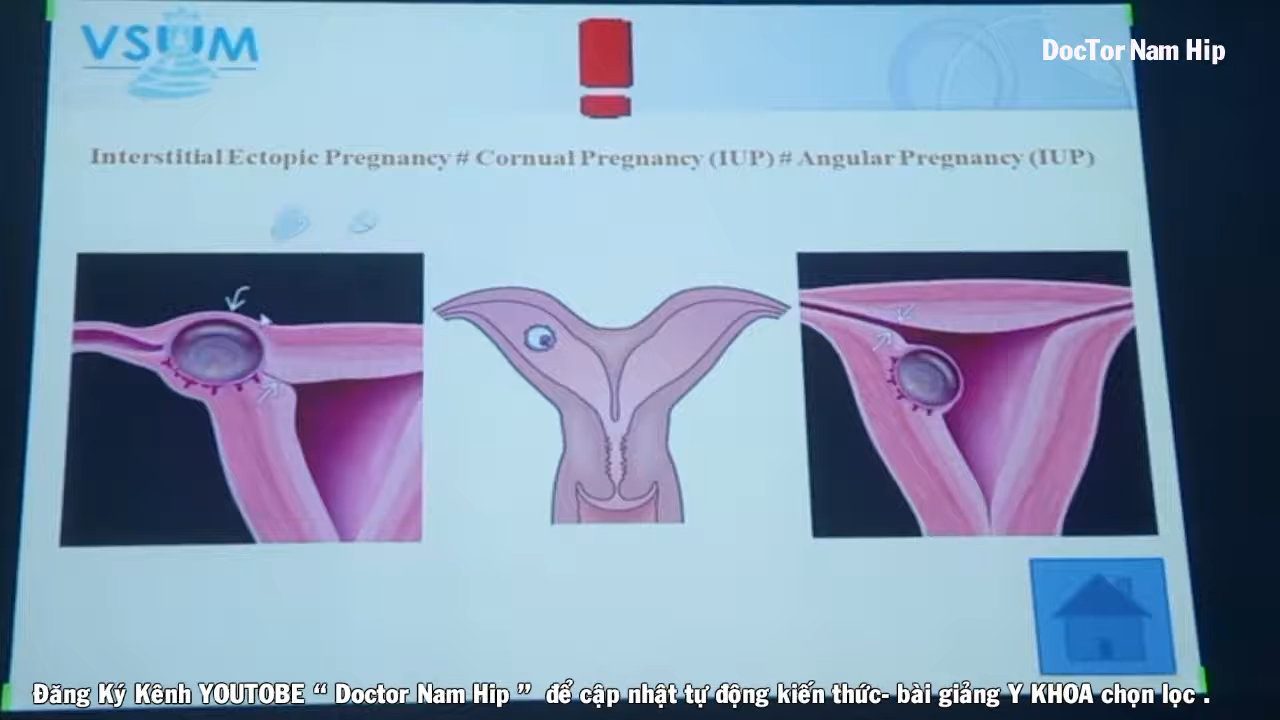 VSUM
DocTor Nam Hip
Interstitial Ectopic Pregnancy # Cornual Pregnancy (IUP) # Angular Pregnancy (IUP)
Đăng Ký Kênh YOUTOBE “ Doctor Nam Hip ” để cập nhật tự động kiến thức- bài giảng Y KHOA chọn lọc .